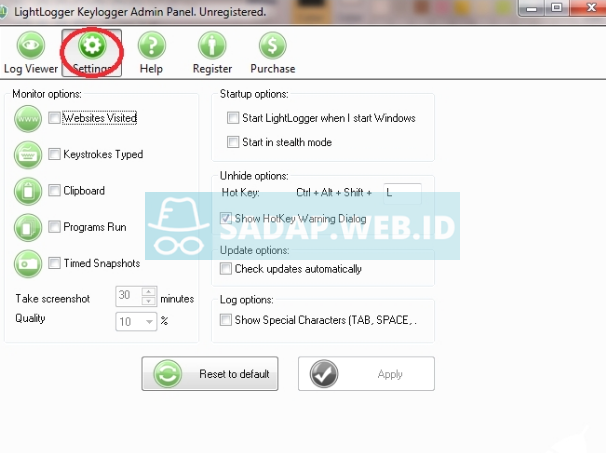 LightLogger Keylogger Admin Panel. Unregistered.
Log Viewer Settings Help Register Purchase
Monitor options:
www Websites Visited
Keystrokes Typed
Clipboard
Programs Run
Timed Snapshots
Take screenshot 30 minutes
Quality 10 %
Startup options:
Start LightLogger when I start Windows
Start in stealth mode
Unhide options:
Hot Key: Ctrl + Alt + Shift + L
Show HotKey Warning Dialog
SADAP.WEB.ID
Update options:
Check updates automatically
Log options:
Show Special Characters (TAB, SPACE, .
Reset to default Apply